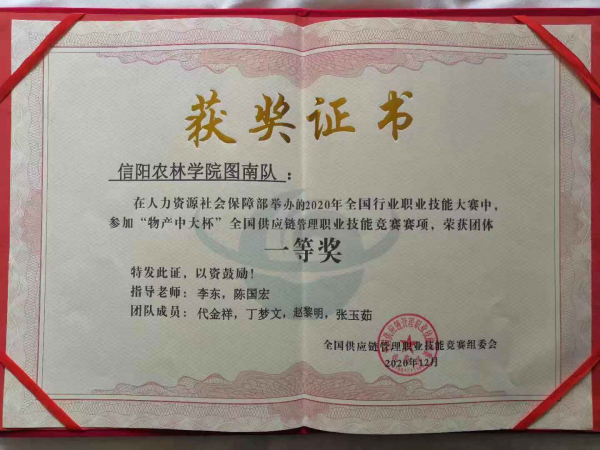 获奖证书
信阳农林学院图南队：
在人力资源社会保障部举办的2020年全国行业职业技能大赛中，
参加“物产中大杯”全国供应链管理职业技能竞赛赛项，荣获团体
一等奖
特发此证，以资鼓励！
指导老师：李东，陈国宏
团队成员：代金祥，丁梦文，赵黎明，张玉茹
全国供应链管理职业技能竞赛组委会
2020年12月